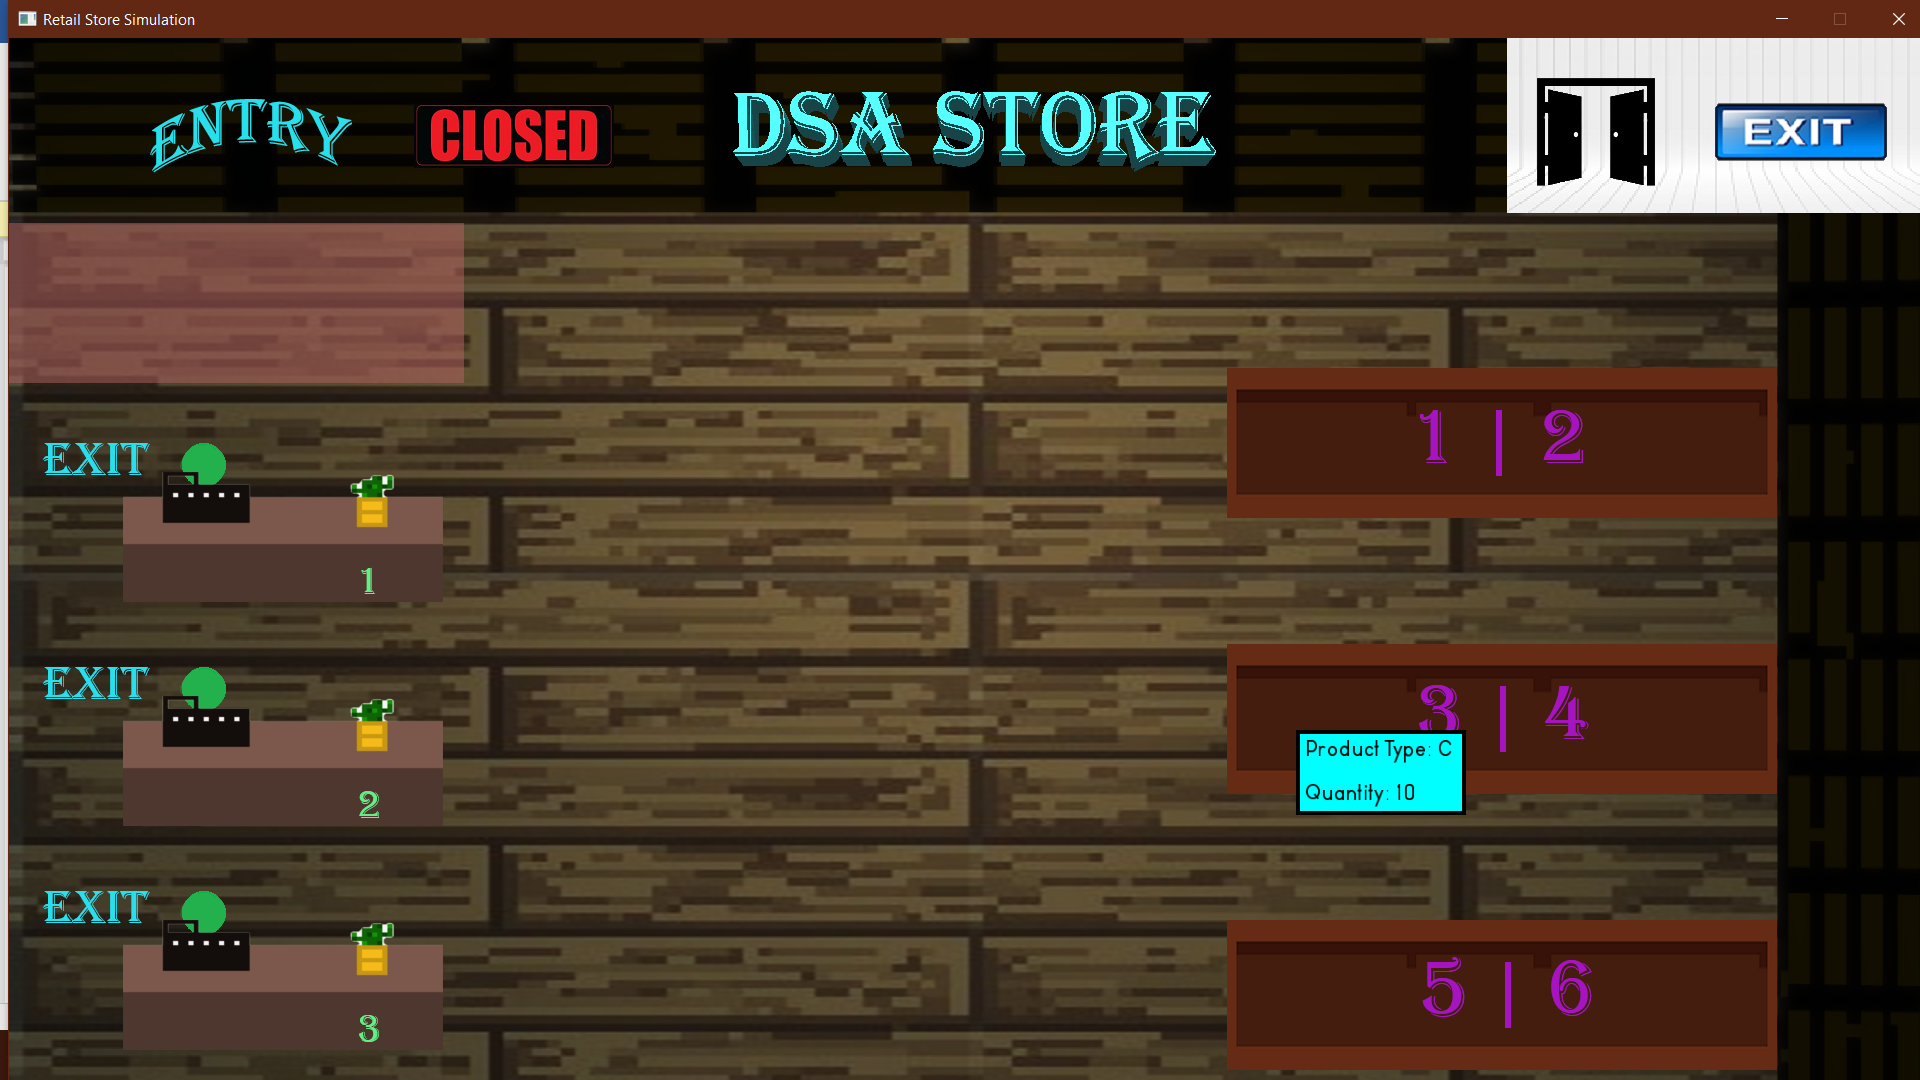 Retail Store Simulation
ENTRY
CLOSED
DSA STORE
EXIT
1 | 2
EXIT
1
3 | 4
Product Type: C
Quantity: 10
EXIT
2
EXIT
5 | 6
3